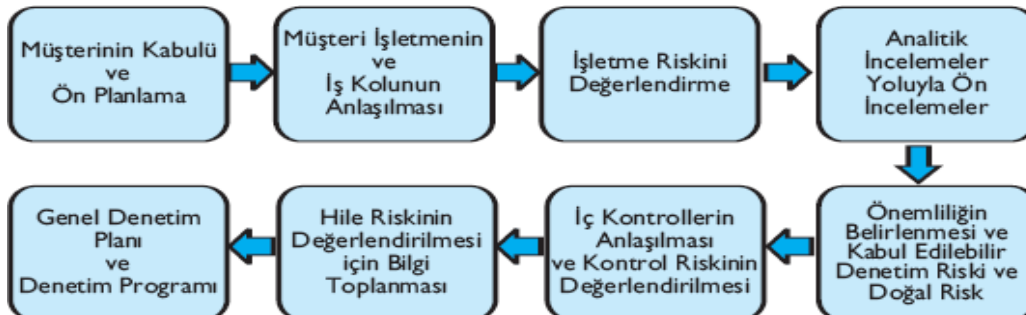 Müşterinin Kabulü
ve
Ön Planlama
Müşteri İşletmenin
ve
İş Kolunun
Anlaşılması
İşletme Riskini
Değerlendirme
Analitik
İncelemeler
Yoluyla Ön
İncelemeler
Önemliliğin
Belirlenmesi ve
Kabul Edilebilir
Denetim Riski ve
Doğal Risk
İç Kontrollerin
Anlaşılması
ve Kontrol Riskinin
Değerlendirilmesi
Hile Riskinin
Değerlendirilmesi
için Bilgi
Toplanması
Genel Denetim
Planı
ve
Denetim Programı